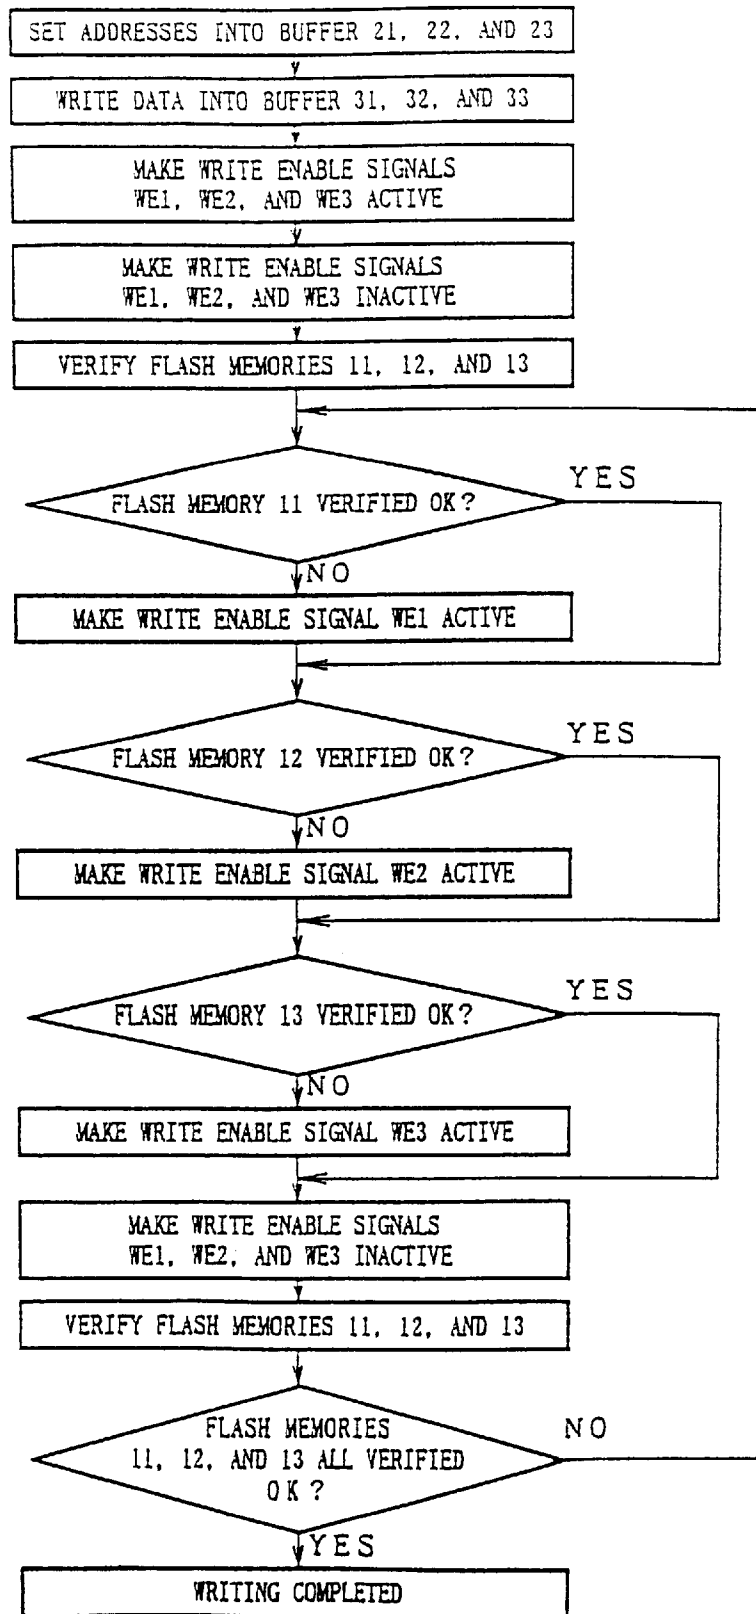 SET ADDRESSES INTO BUFFER 21, 22, AND 23
WRITE DATA INTO BUFFER 31, 32, AND 33
MAKE WRITE ENABLE SIGNALS
WE1, WE2, AND WE3 ACTIVE
MAKE WRITE ENABLE SIGNALS
WE1, WE2, AND WE3 INACTIVE
VERIFY FLASH MEMORIES 11, 12, AND 13
FLASH MEMORY 11 VERIFIED OK?
YES
NO
MAKE WRITE ENABLE SIGNAL WE1 ACTIVE
FLASH MEMORY 12 VERIFIED OK?
YES
NO
MAKE WRITE ENABLE SIGNAL WE2 ACTIVE
FLASH MEMORY 13 VERIFIED OK?
YES
NO
MAKE WRITE ENABLE SIGNAL WE3 ACTIVE
MAKE WRITE ENABLE SIGNALS
WE1, WE2, AND WE3 INACTIVE
VERIFY FLASH MEMORIES 11, 12, AND 13
FLASH MEMORIES
11, 12, AND 13 ALL VERIFIED
OK?
NO
YES
WRITING COMPLETED